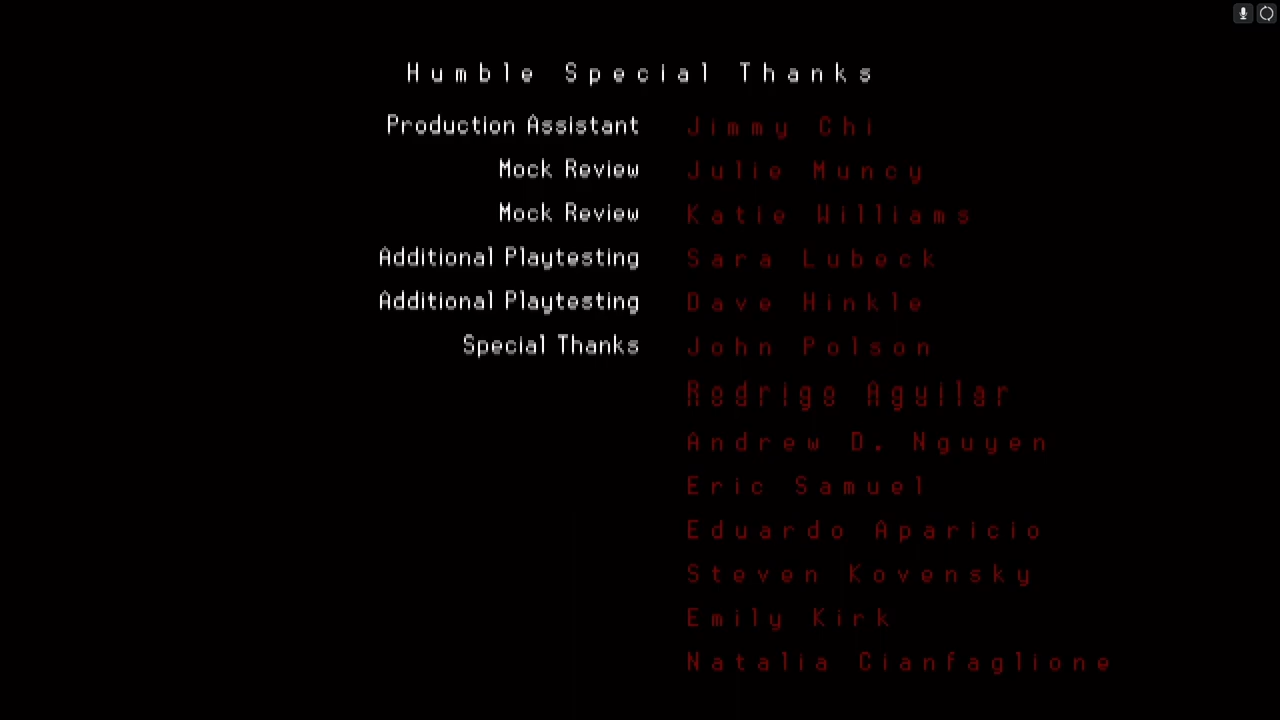 Humble Special Thanks
Production Assistant Jimmy Chi
Mock Review Julie Muncy
Mock Review Katie Williams
Additional Playtesting Sara Lubeck
Additional Playtesting Dave Hinkle
Special Thanks John Polson
Rodrigo Aguilar
Andrew D. Nguyen
Eric Samuel
Eduardo Aparicio
Steven Kovensky
Emily Kirk
Natalia Cianfaglione